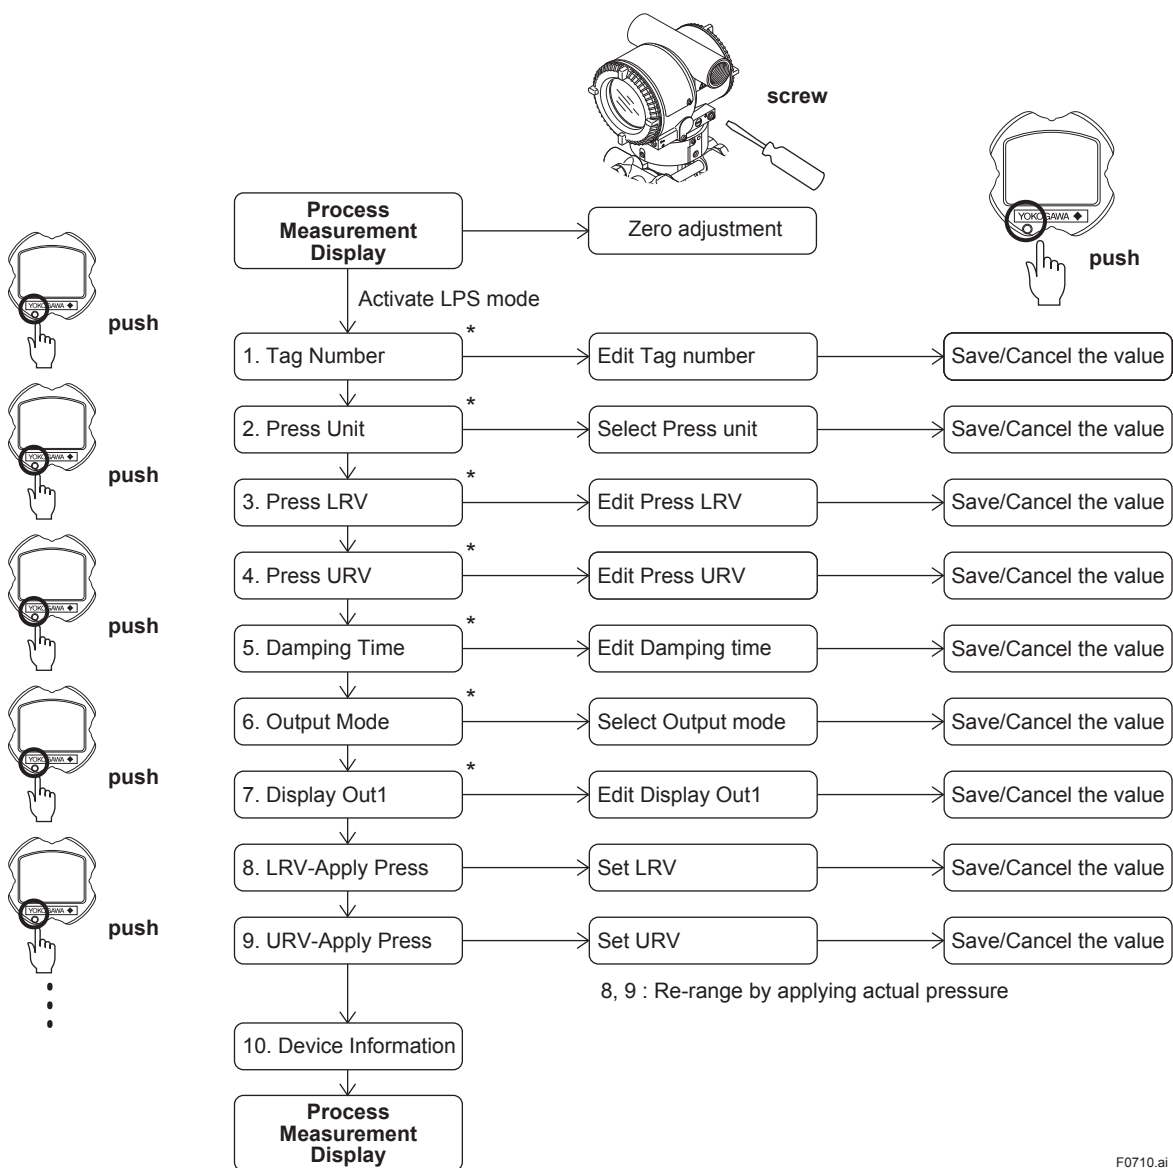 screw
YOKOGAWA ◆
push
Process
Measurement
Display
Zero adjustment
Activate LPS mode
YOKOGAWA ◆
push
1. Tag Number
*
Edit Tag number
Save/Cancel the value
YOKOGAWA ◆
push
2. Press Unit
*
Select Press unit
Save/Cancel the value
3. Press LRV
*
Edit Press LRV
Save/Cancel the value
YOKOGAWA ◆
push
4. Press URV
*
Edit Press URV
Save/Cancel the value
5. Damping Time
*
Edit Damping time
Save/Cancel the value
YOKOGAWA ◆
push
6. Output Mode
*
Select Output mode
Save/Cancel the value
7. Display Out1
*
Edit Display Out1
Save/Cancel the value
YOKOGAWA ◆
push
8. LRV-Apply Press
Set LRV
Save/Cancel the value
9. URV-Apply Press
Set URV
Save/Cancel the value
8, 9 : Re-range by applying actual pressure
10. Device Information
Process
Measurement
Display
F0710.ai